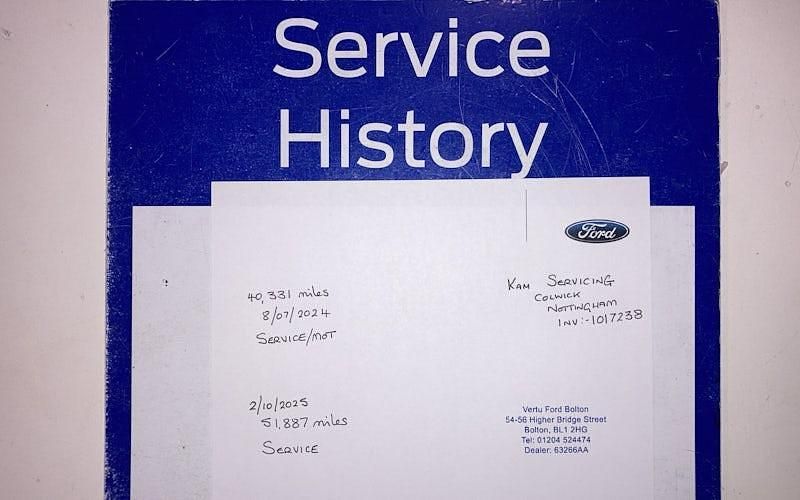 Service
History
Ford
40,331 miles
8/07/2024
SERVICE/MOT
KAM SERVICING
COLWICK
NOTTINGHAM
INV:-1017238
2/10/2025
51,887 miles
SERVICE
Vertu Ford Bolton
54-56 Higher Bridge Street
Bolton, BL1 2HG
Tel: 01204 524474
Dealer: 63266AA